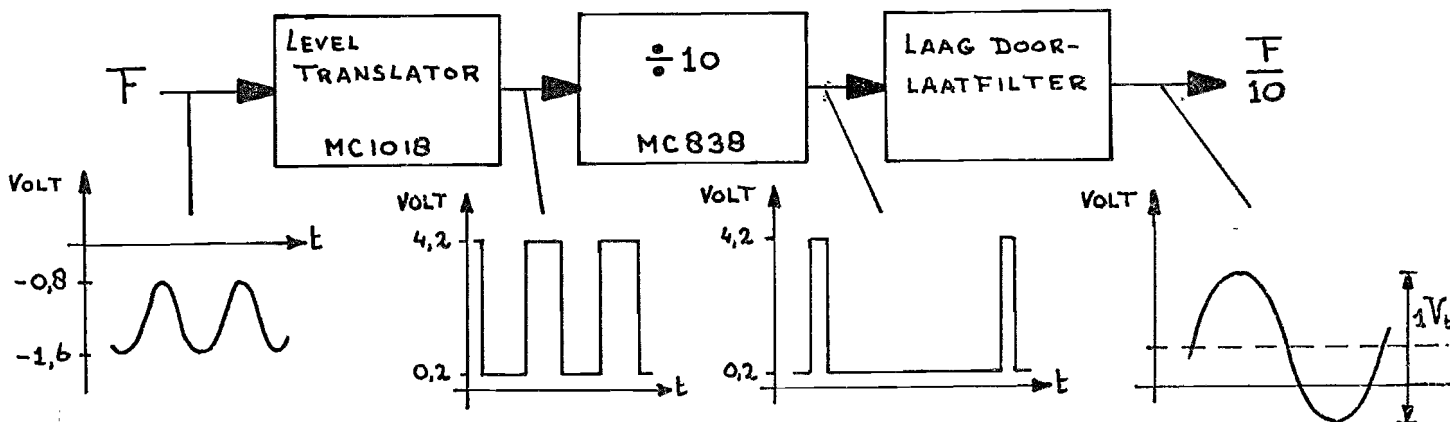 F
LEVEL
TRANSLATOR
MC1018
÷10
MC838
LAAG DOOR-
LAATFILTER
F
10
VOLT
t
-0,8
-1,6
VOLT
4,2
0,2
t
VOLT
4,2
0,2
t
VOLT